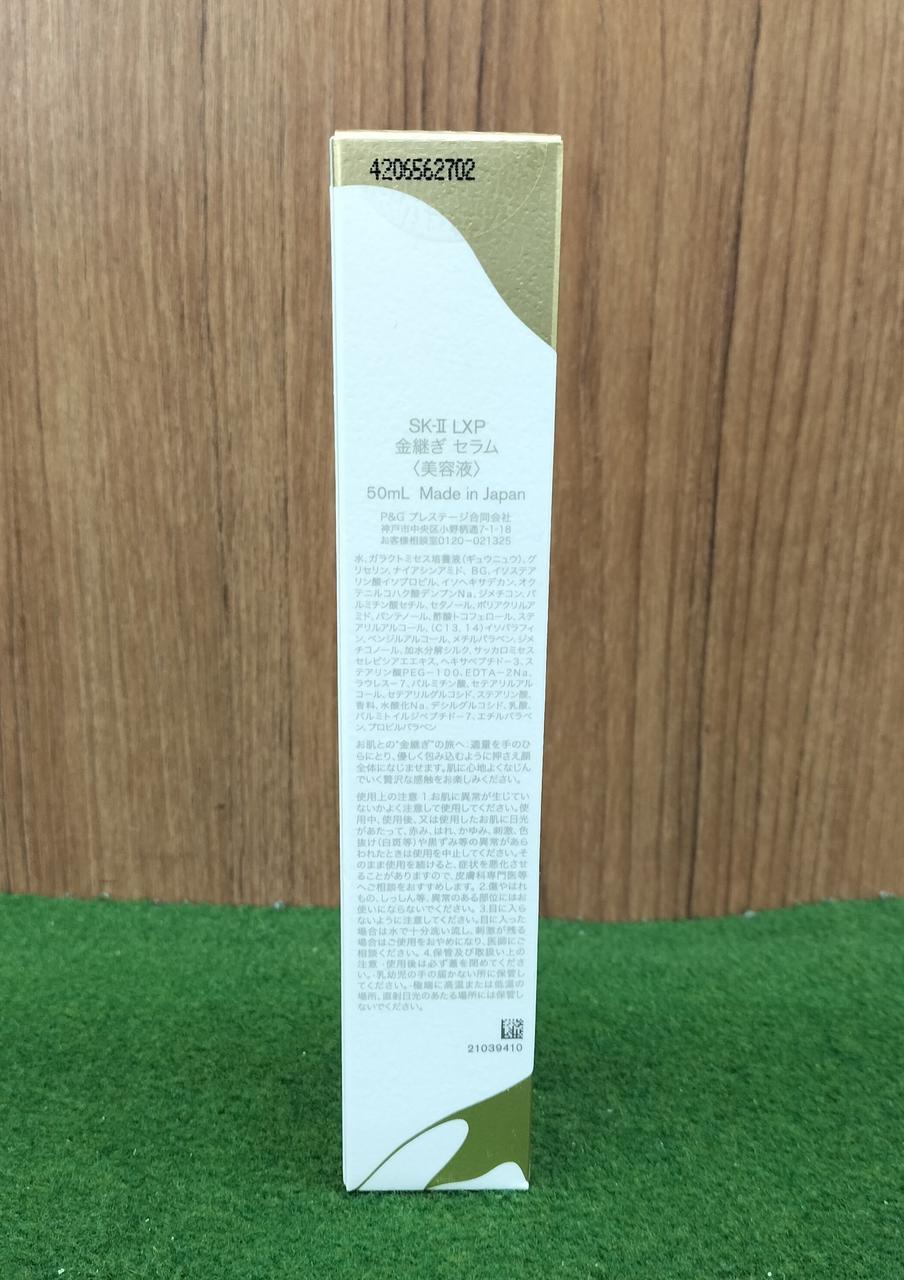 4206562702
SK-II LXP
金継ぎ セラム
〈美容液〉
50mL Made in Japan
P&G プレステージ合同会社
神戸市中央区小野柄通7-1-18
お客様相談室0120-021325
水、ガラクトミセス培養液(ギュウニュウ)、グ
リセリン、ナイアシンアミド、BG、イソステア
リン酸イソプロピル、イソヘキサデカン、オク
テニルコハク酸デンプンNa、ジメチコン、パ
ルミチン酸セチル、セタノール、ポリアクリルア
ミド、パンテノール、酢酸トコフェロール、ステ
アリルアルコール、(C13, 14)イソパラフィ
ン、ベンジルアルコール、メチルパラベン、ジメ
チコノール、加水分解シルク、サッカロミセス
セレビシアエエキス、ヘキサペプチド-3、ス
テアリン酸PEG-100、EDTA-2Na、
ラウレス-7、パルミチン酸、セテアリルアル
コール、セテアリルグルコシド、ステアリン酸、
香料、水酸化Na、デシルグルコシド、乳酸、
パルミトイルジペプチド-7、エチルパラベ
ン、プロピルパラベン
お肌との"金継ぎ"の旅へ：適量を手のひ
らにとり、優しく包み込むように押さえ顔
全体になじませます。肌に心地よくなじん
でいく贅沢な感触をお楽しみください。
使用上の注意 1.お肌に異常が生じてい
ないかよく注意して使用してください。使
用中、使用後、又は使用したお肌に日光
があたって、赤み、はれ、かゆみ、刺激、色
抜け(白斑等)や黒ずみ等の異常があら
われたときは使用を中止してください。そ
のまま使用を続けると、症状を悪化させ
ることがありますので、皮膚科専門医等
へご相談をおすすめします。 2.傷やはれ
もの、しっしん等、異常のある部位にはお
使いにならないでください。 3.目に入ら
ないように注意してください。目に入った
場合は水で十分洗い流し、刺激が残る
場合はご使用をおやめになり、医師にご
相談ください。 4.保管及び取扱い上の
注意 ·使用後は必ず蓋を閉めてくださ
い。·乳幼児の手の届かない所に保管し
てください。·極端に高温または低温の
場所、直射日光のあたる場所には保管し
ないでください。
21039410